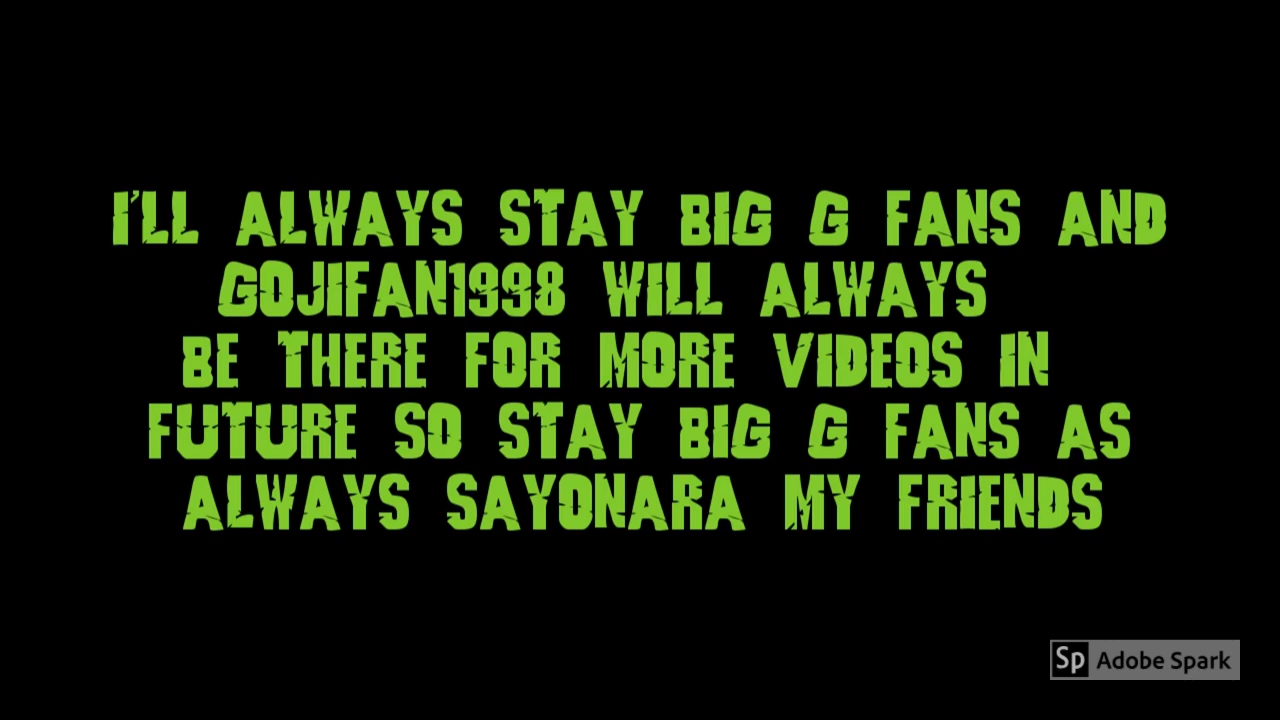 I'LL ALWAYS STAY BIG G FANS AND
GOJIFAN1998 WILL ALWAYS
BE THERE FOR MORE VIDEOS IN
FUTURE SO STAY BIG G FANS AS
ALWAYS SAYONARA MY FRIENDS
Sp Adobe Spark